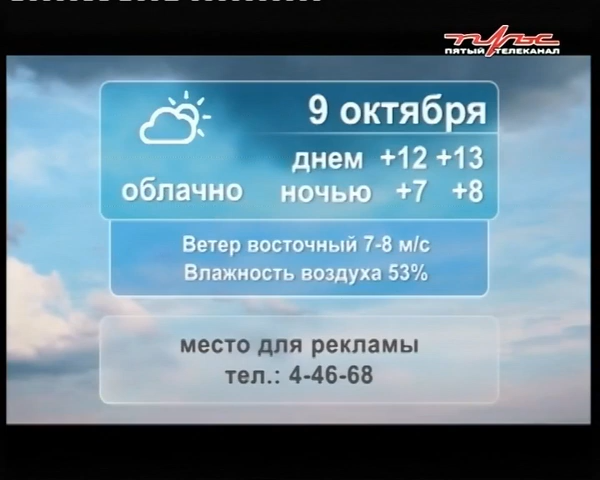 ПУЛЬС
ПЯТЫЙ ТЕЛЕКАНАЛ
9 октября
днем +12 +13
облачно
ночью +7 +8
Ветер восточный 7-8 м/с
Влажность воздуха 53%
место для рекламы
тел.: 4-46-68